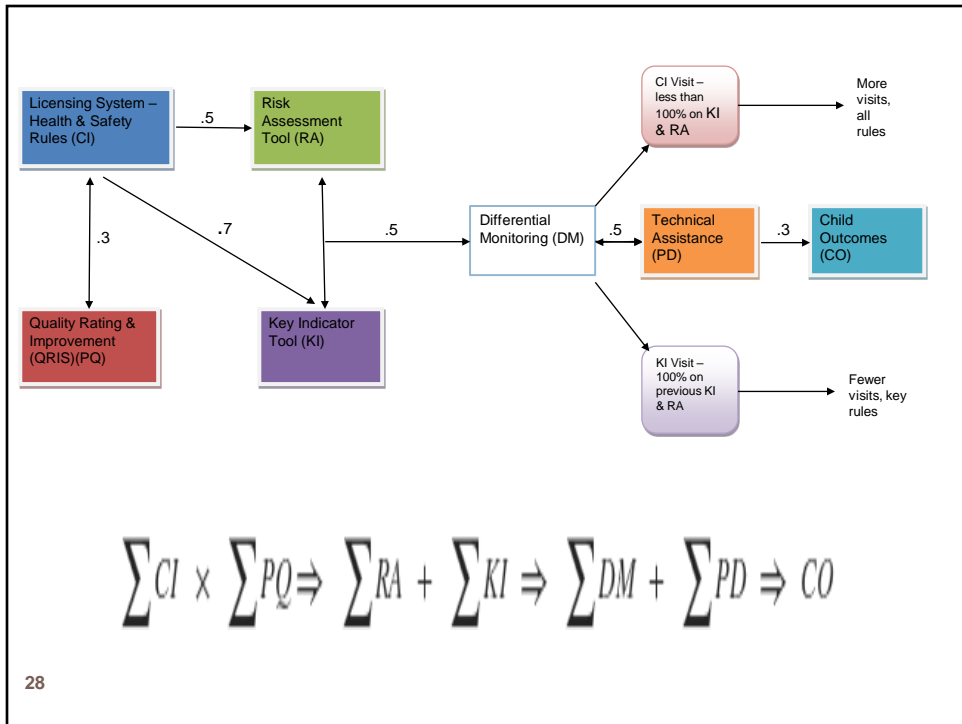 Licensing System –
Health & Safety
Rules (CI)
.5
Risk
Assessment
Tool (RA)
CI Visit –
less than
100% on KI
& RA
More
visits,
all
rules
.3
.7
.5
Differential
Monitoring (DM)
.5
Technical
Assistance
(PD)
.3
Child
Outcomes
(CO)
Quality Rating &
Improvement
(QRIS)(PQ)
Key Indicator
Tool (KI)
KI Visit –
100% on
previous KI
& RA
Fewer
visits, key
rules
∑CI × ∑PQ⇒ ∑RA + ∑KI ⇒ ∑DM + ∑PD ⇒ CO
28